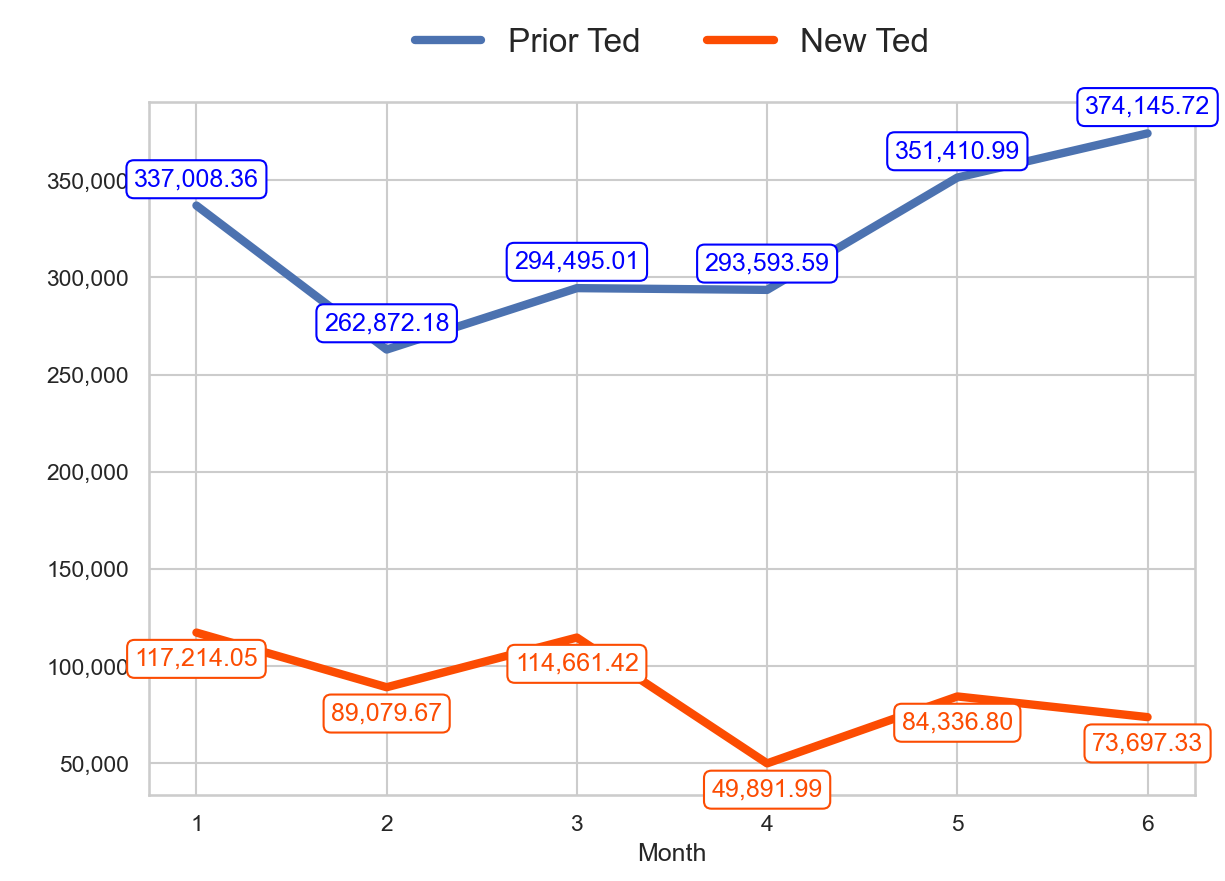 Prior Ted New Ted
374,145.72
351,410.99
350,000 337,008.36
300,000 294,495.01 293,593.59
262,872.18
250,000
200,000
150,000
100,000 117,214.05 114,661.42
89,079.67 84,336.80 73,697.33
50,000 49,891.99
1 2 3 4 5 6
Month